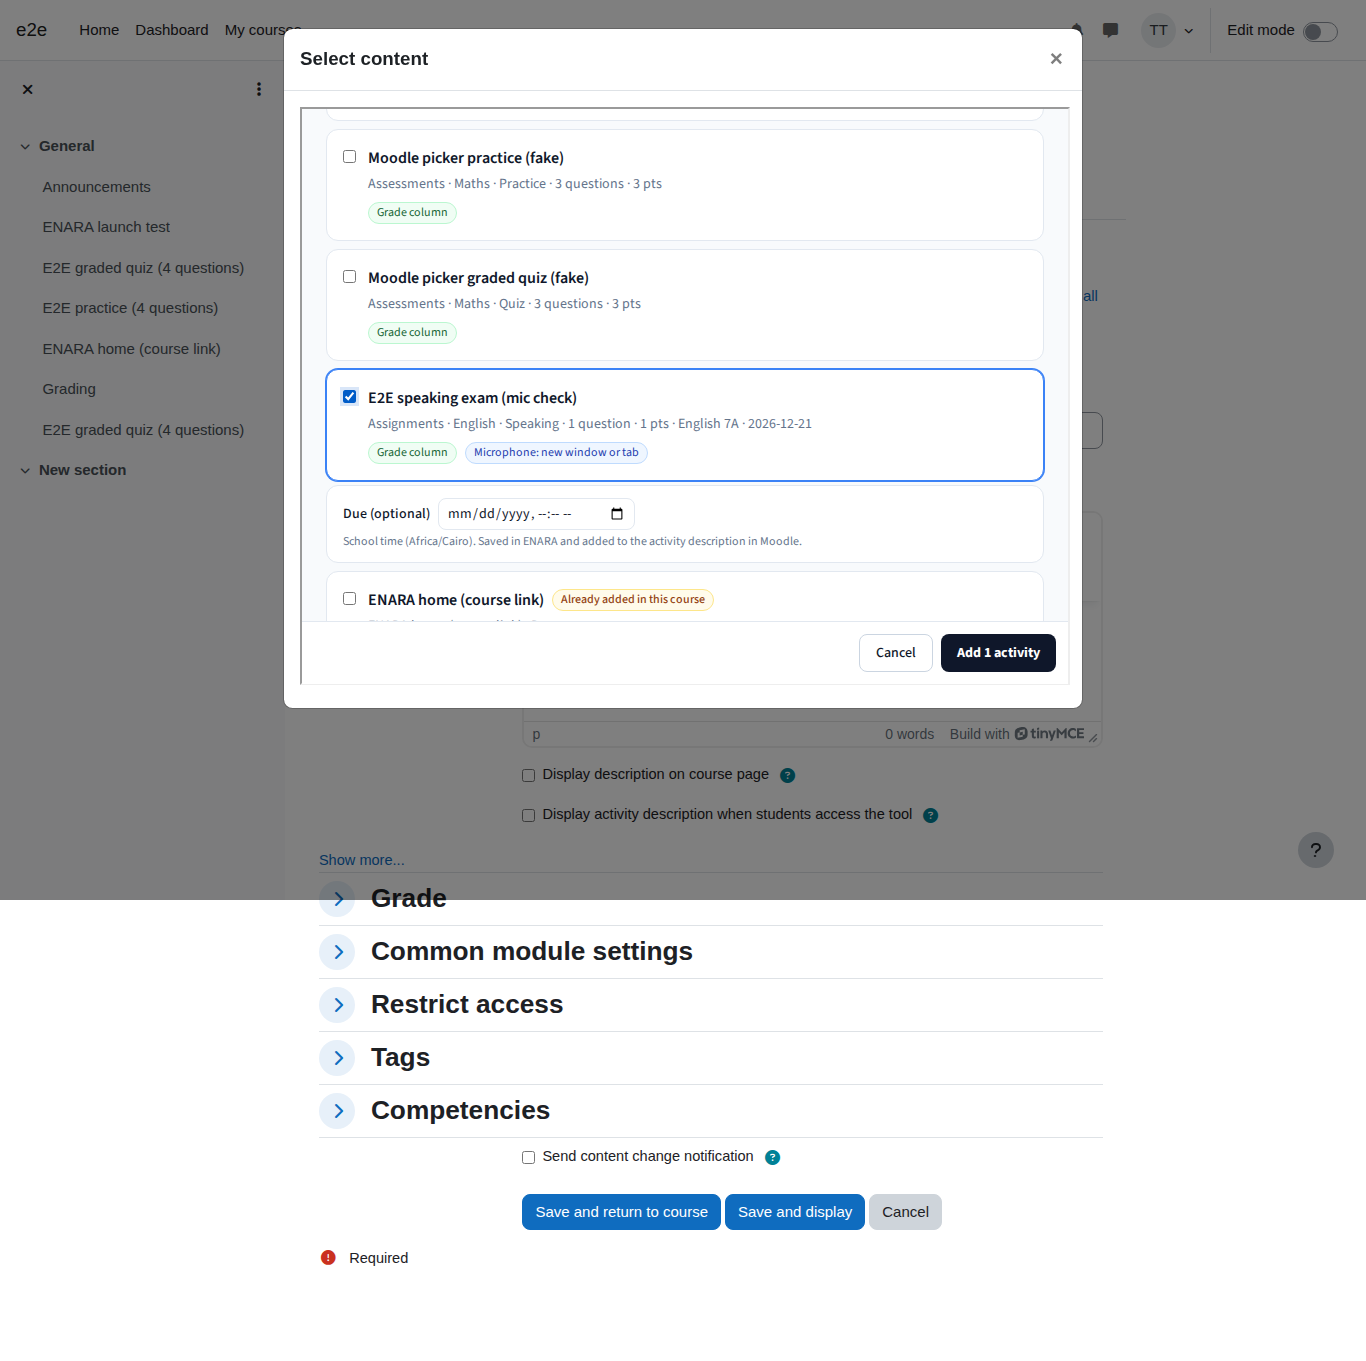 e2e
Home
Dashboard
My courses
TT
Edit mode
Select content
General
Announcements
ENARA launch test
E2E graded quiz (4 questions)
E2E practice (4 questions)
ENARA home (course link)
Grading
E2E graded quiz (4 questions)
New section
Moodle picker practice (fake)
Assessments · Maths · Practice · 3 questions · 3 pts
Grade column
Moodle picker graded quiz (fake)
Assessments · Maths · Quiz · 3 questions · 3 pts
Grade column
all
E2E speaking exam (mic check)
Assignments · English · Speaking · 1 question · 1 pts · English 7A · 2026-12-21
Grade column
Microphone: new window or tab
Due (optional)
mm/dd/yyyy, --:-- --
School time (Africa/Cairo). Saved in ENARA and added to the activity description in Moodle.
ENARA home (course link)
Already added in this course
Cancel
Add 1 activity
p
0 words
Build with tinyMCE
Display description on course page
Display activity description when students access the tool
Show more...
Grade
Common module settings
Restrict access
Tags
Competencies
Send content change notification
Save and return to course
Save and display
Cancel
Required